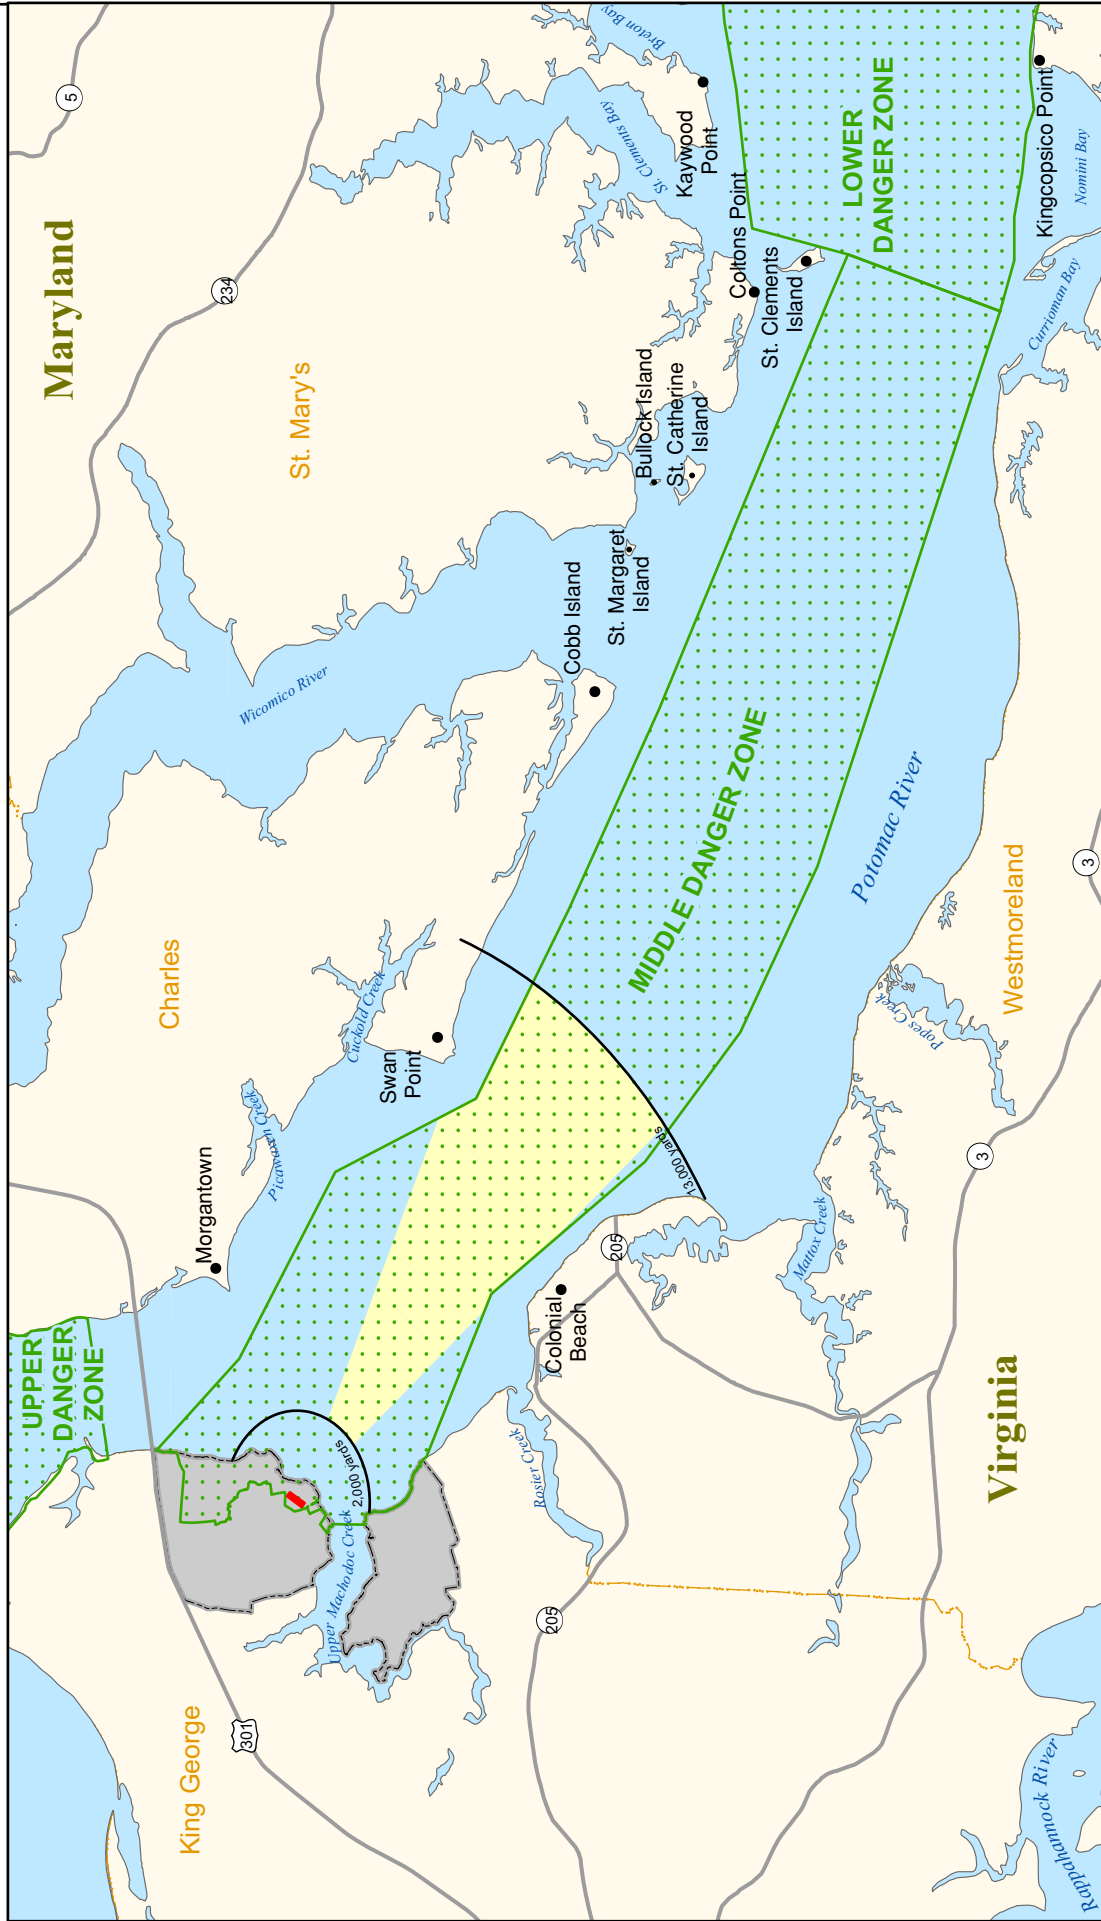 Maryland
5
234
St. Mary's
Breton Bay
St. Clements Bay
Kaywood
Point
Coltons Point
St. Clements
Island
LOWER
DANGER ZONE
Kingcopsico Point
Nomini Bay
Currioman Bay
Bullock Island
St. Catherine
Island
St. Margaret
Island
Cobb Island
Wicomico River
Charles
Cuckold Creek
Swan
Point
Picawaxen Creek
Morgantown
UPPER
DANGER
ZONE
MIDDLE DANGER ZONE
Potomac River
13,000 yards
2,000 yards
Upper Machodoc Creek
Colonial
Beach
Rosier Creek
205
205
Mattox Creek
Popes Creek
Westmoreland
3
3
Virginia
King George
301
Rappahannock River